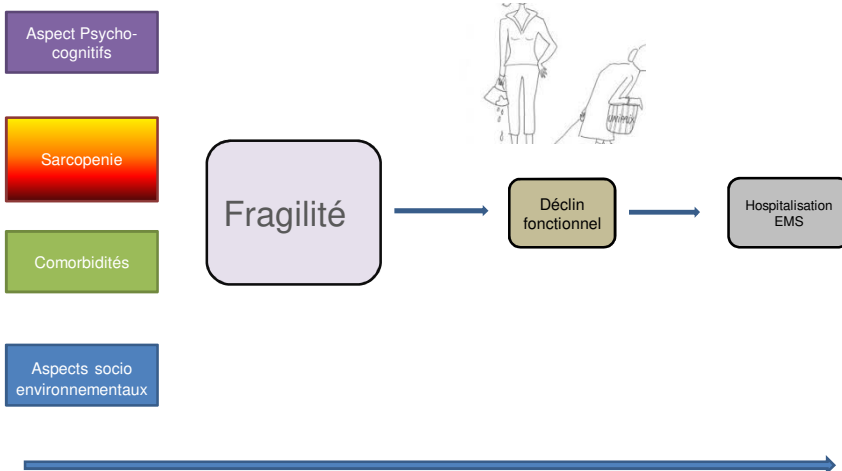 Aspect Psycho-
cognitifs
Sarcopenie
Comorbidités
Aspects socio
environnementaux
Fragilité
Déclin
fonctionnel
Hospitalisation
EMS